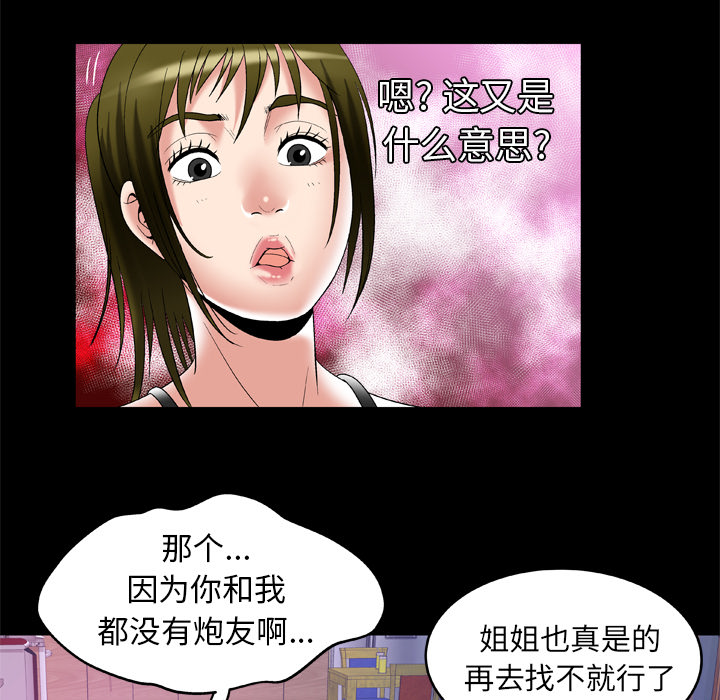 嗯? 这又是
什么意思?
那个...
因为你和我
都没有炮友啊...
姐姐也真是的
再去找不就行了